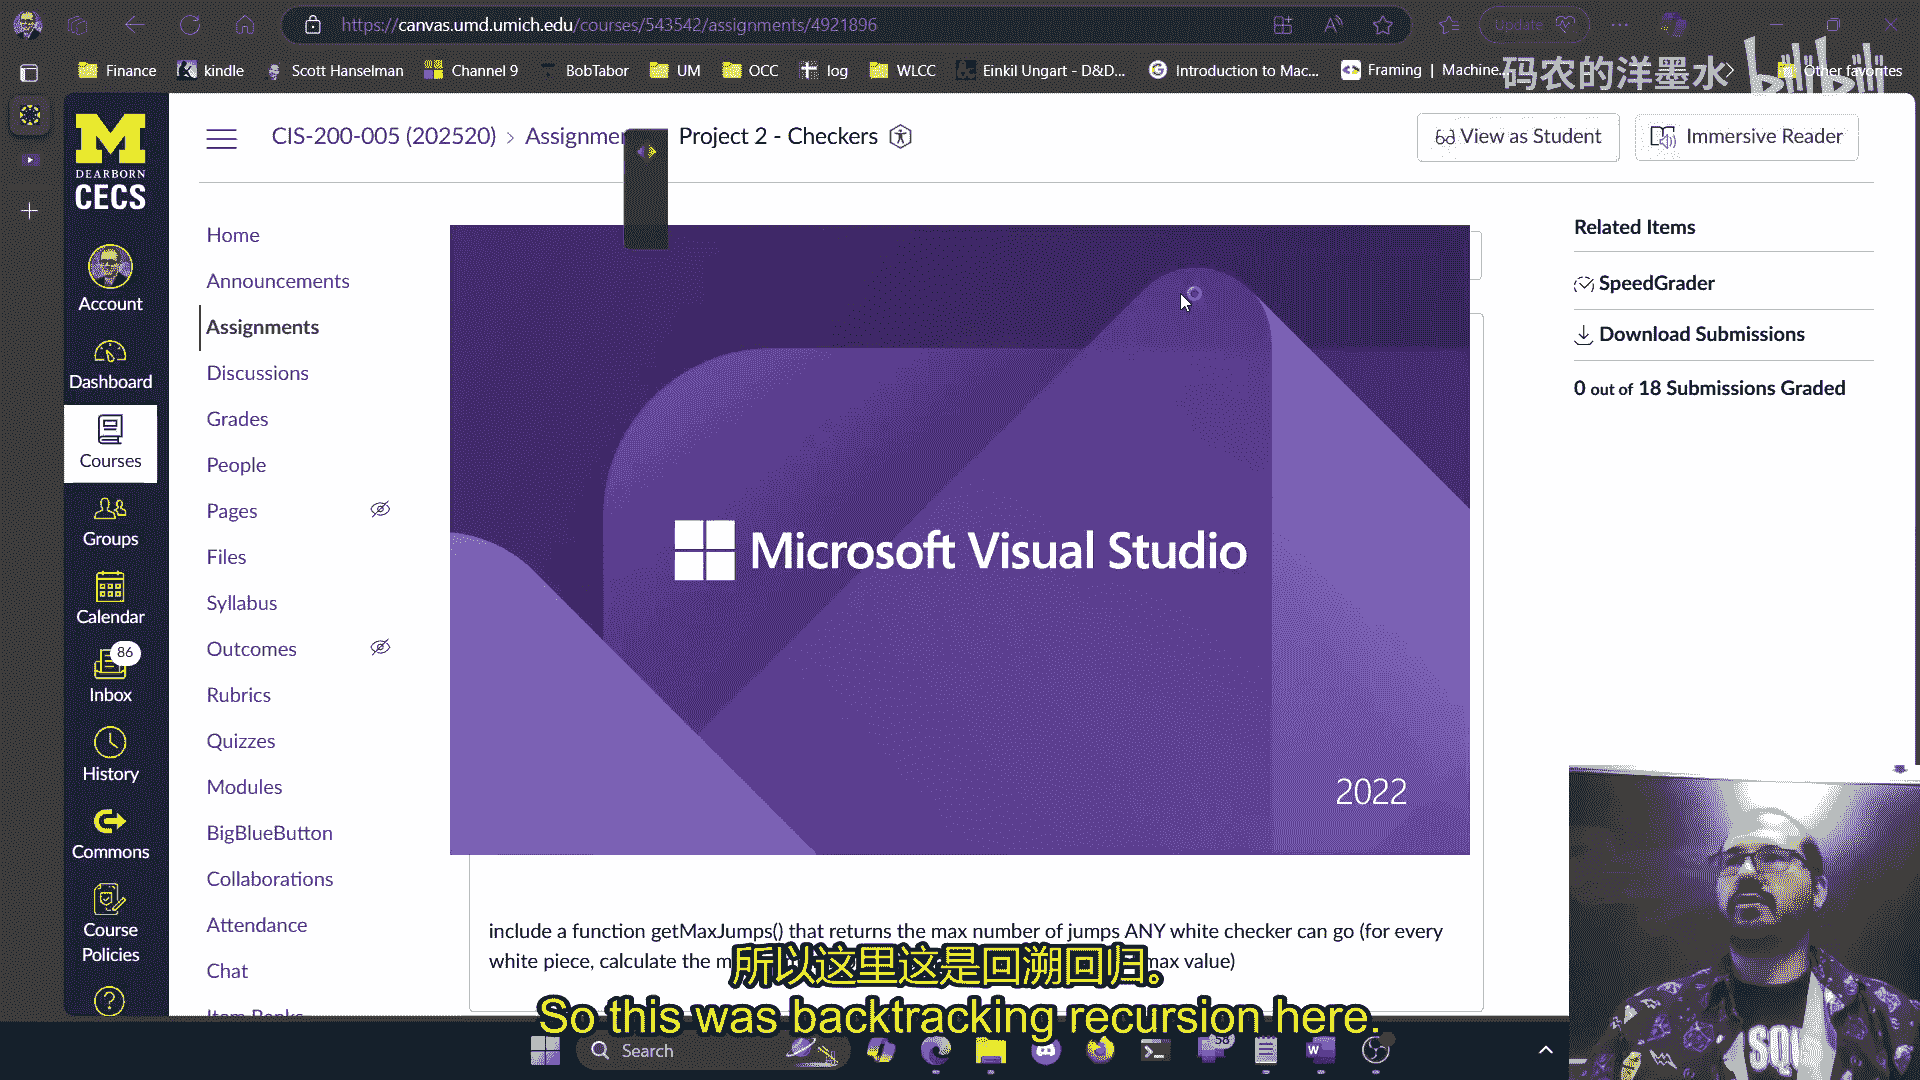 https://canvas.umd.umich.edu/courses/543542/assignments/4921896
Update
Finance
kindle
Scott Hanselman
Channel 9
BobTabor
UM
OCC
log
WLCC
Einkil Ungart - D&D...
Introduction to Mac...
Framing | Machine...
Other favorites
码农的洋墨水
bilibili
M
DEARBORN
CECS
CIS-200-005 (202520) › Assignmen
Project 2 - Checkers
View as Student
Immersive Reader
Account
Dashboard
Courses
Groups
Calendar
86
Inbox
History
Commons
Course
Policies
Home
Announcements
Assignments
Discussions
Grades
People
Pages
Files
Syllabus
Outcomes
Rubrics
Quizzes
Modules
BigBlueButton
Collaborations
Attendance
Chat
Item Banks
Microsoft Visual Studio
2022
Related Items
SpeedGrader
Download Submissions
0 out of 18 Submissions Graded
include a function getMaxJumps() that returns the max number of jumps ANY white checker can go (for every
white piece, calculate the m
max value)
所以这里这是回溯回归。
So this was backtracking recursion here.
Search
SQL